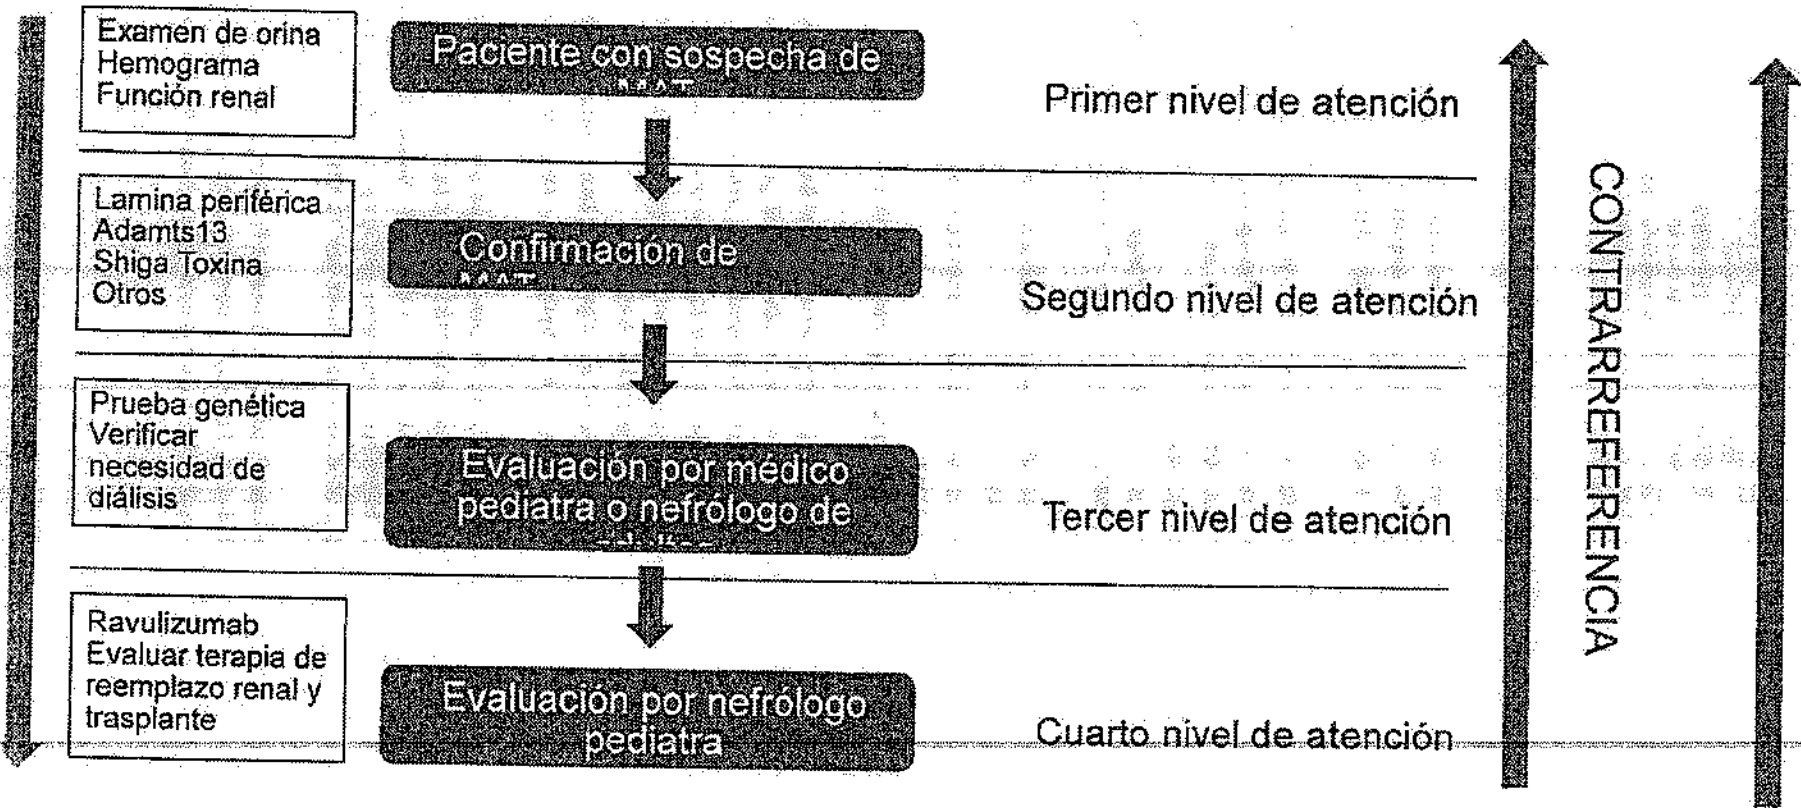 Examen de orina
Hemograma
Función renal
Paciente con sospecha de
Primer nivel de atención
Lamina periférica
Adamts13
Shiga Toxina
Otros
Confirmación de
Segundo nivel de atención
Prueba genética
Verificar
necesidad de
diálisis
Evaluación por médico
pediatra o nefrólogo de
Tercer nivel de atención
Ravulizumab
Evaluar terapia de
reemplazo renal y
trasplante
Evaluación por nefrólogo
pediatra
Cuarto nivel de atención
CONTRARREFERENCIA